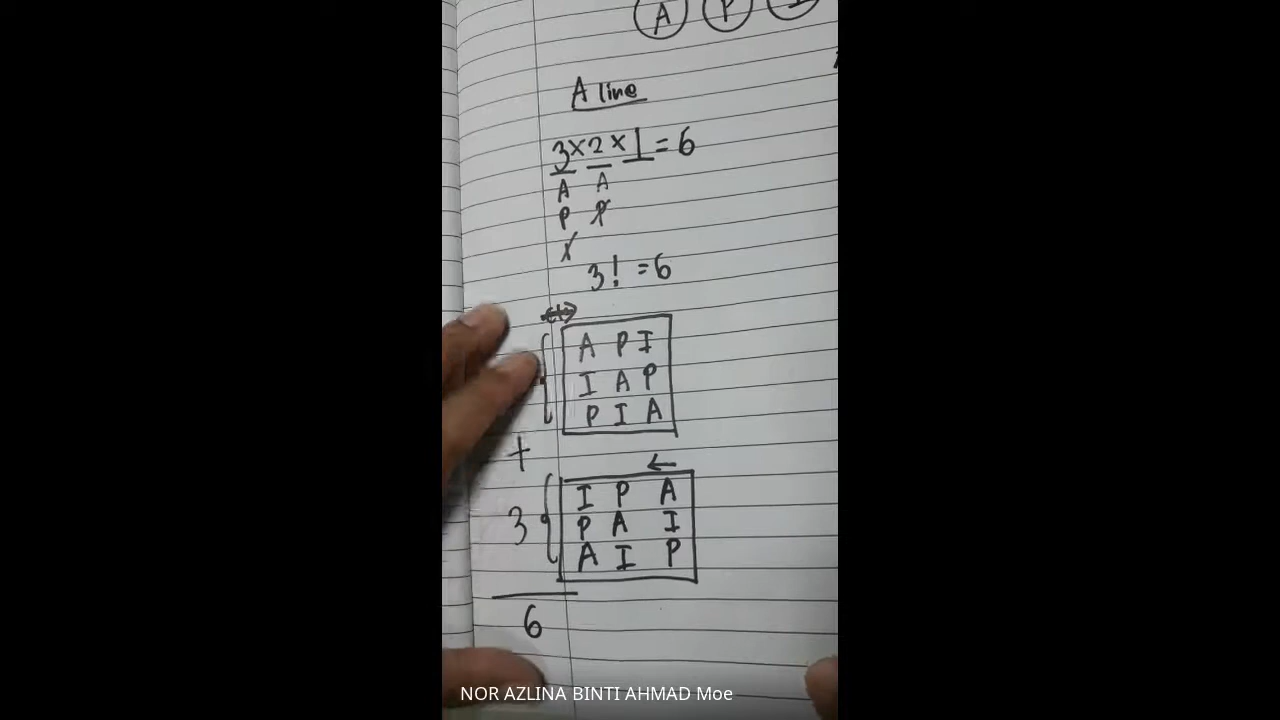 A P I
A line
3 × 2 × 1 = 6
A A
P P
3! = 6
A P I
I A P
P I A
+
I P A
3 P A I
A I P
6
NOR AZLINA BINTI AHMAD Moe